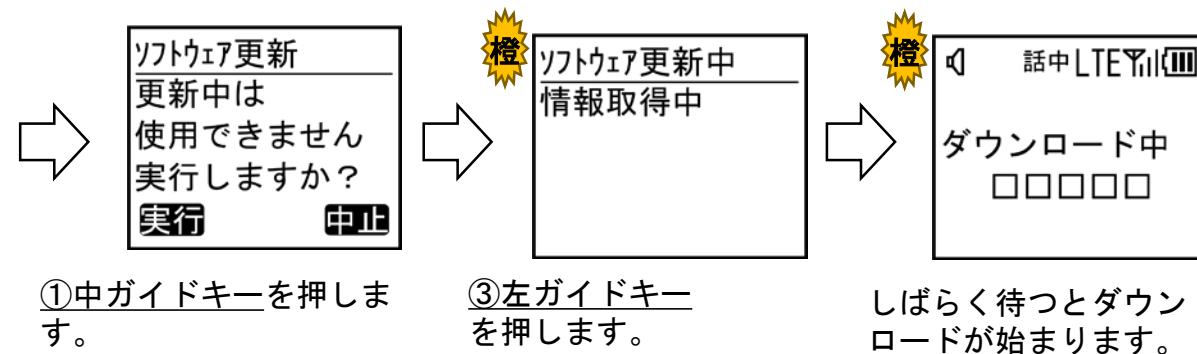 ソフトウェア更新
更新中は
使用できません
実行しますか？
実行 中止
①中ガイドキーを押しま
す。
橙
ソフトウェア更新中
情報取得中
③左ガイドキー
を押します。
橙
話中 LTE
ダウンロード中
□□□□□
しばらく待つとダウン
ロードが始まります。